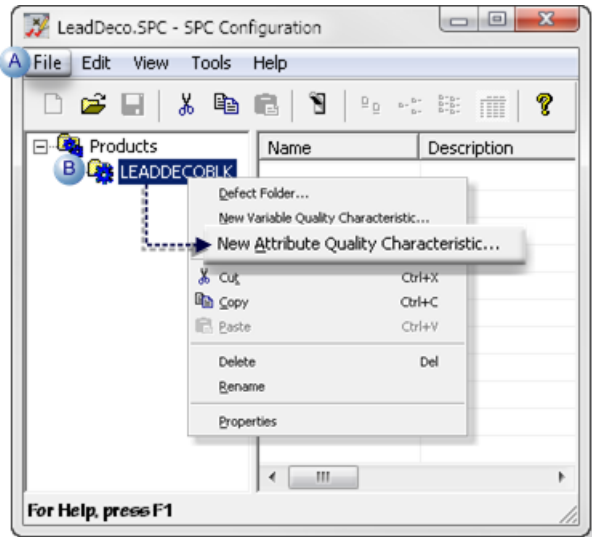 LeadDeco.SPC - SPC Configuration
A File Edit View Tools Help
Products
Name Description
B LEADDECOBLK
Defect Folder...
New Variable Quality Characteristic...
New Attribute Quality Characteristic...
Cut Ctrl+X
Copy Ctrl+C
Paste Ctrl+V
Delete Del
Rename
Properties
For Help, press F1